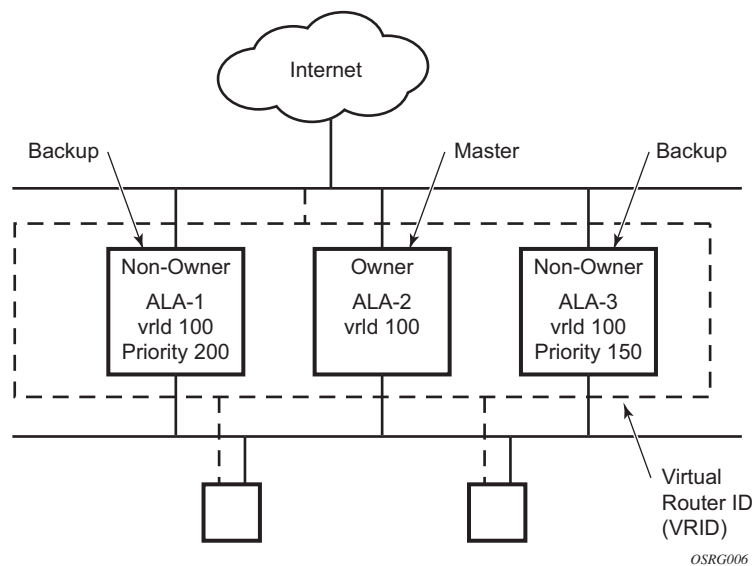 Internet
Backup
Master
Backup
Non-Owner
ALA-1
vrld 100
Priority 200
Owner
ALA-2
vrld 100
Non-Owner
ALA-3
vrld 100
Priority 150
Virtual
Router ID
(VRID)
OSRG006